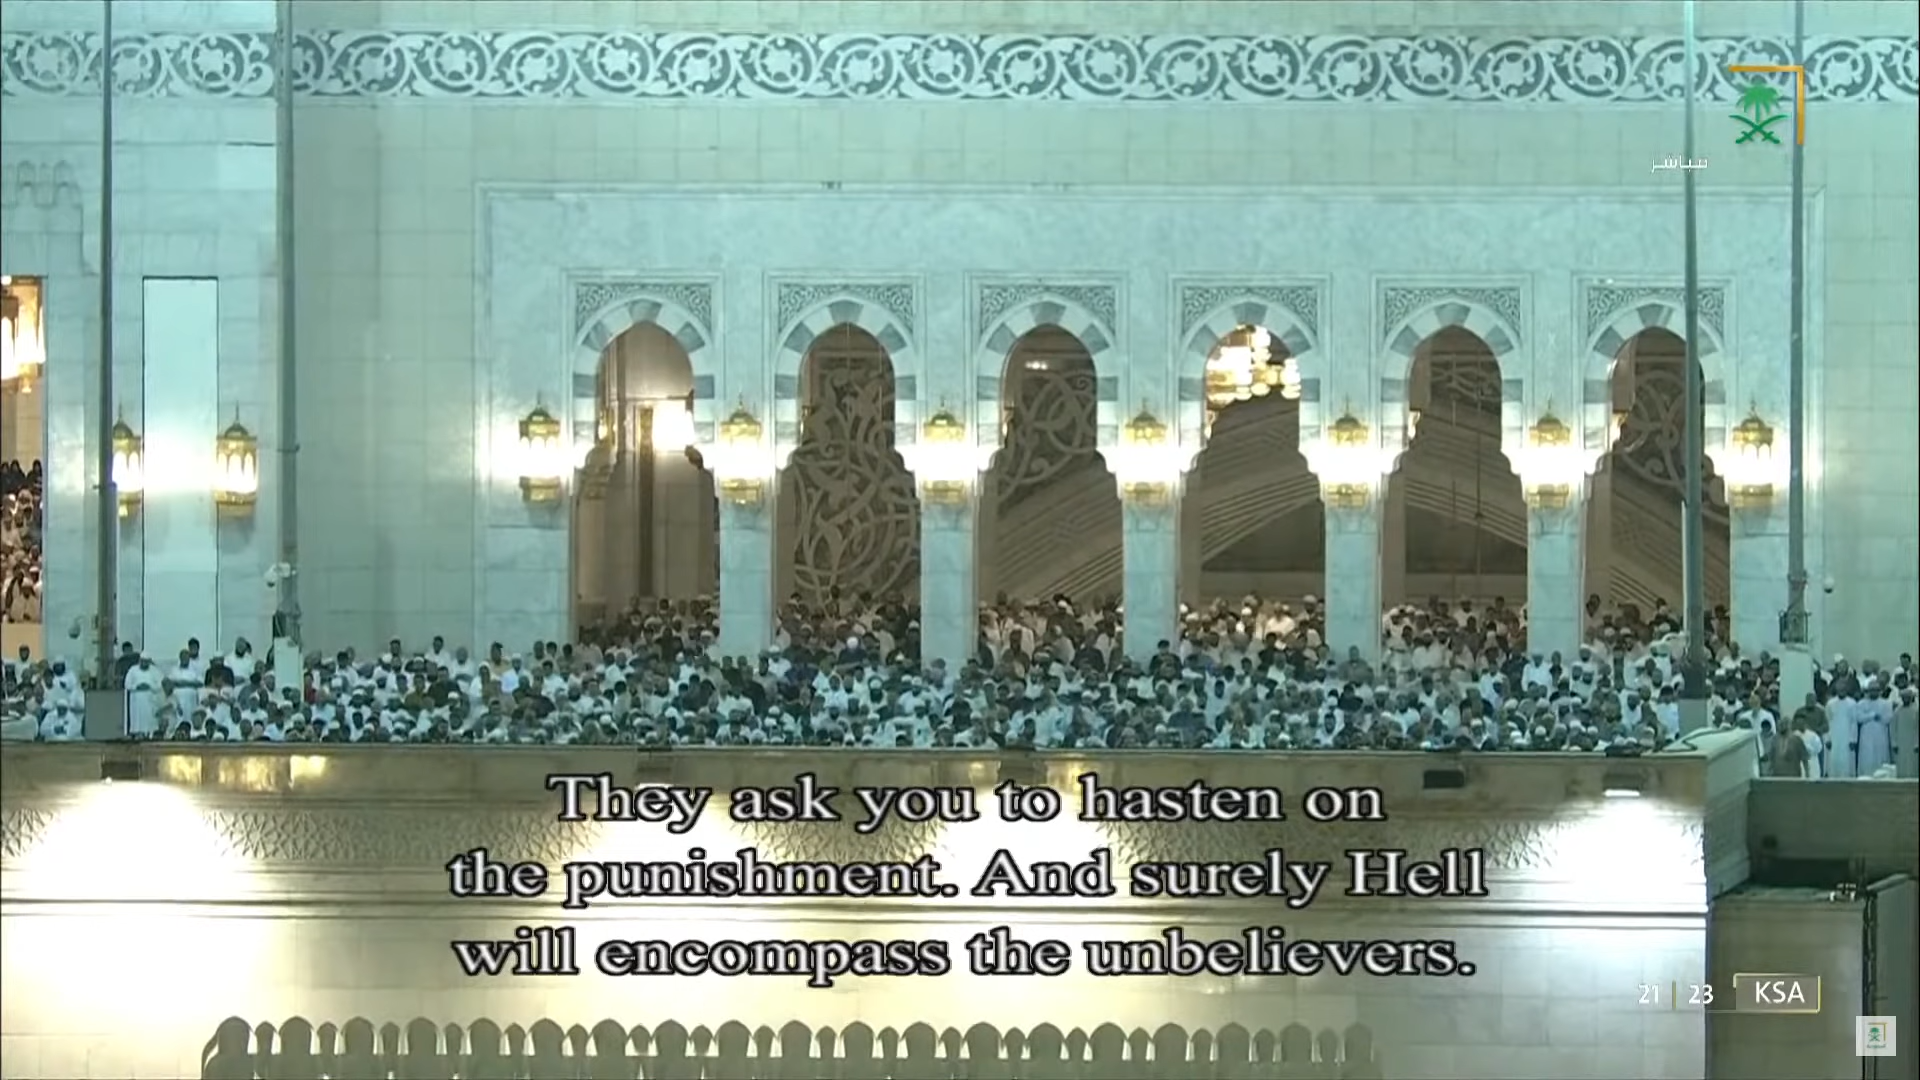 مباشر
They ask you to hasten on
the punishment. And surely Hell
will encompass the unbelievers.
21 | 23 KSA